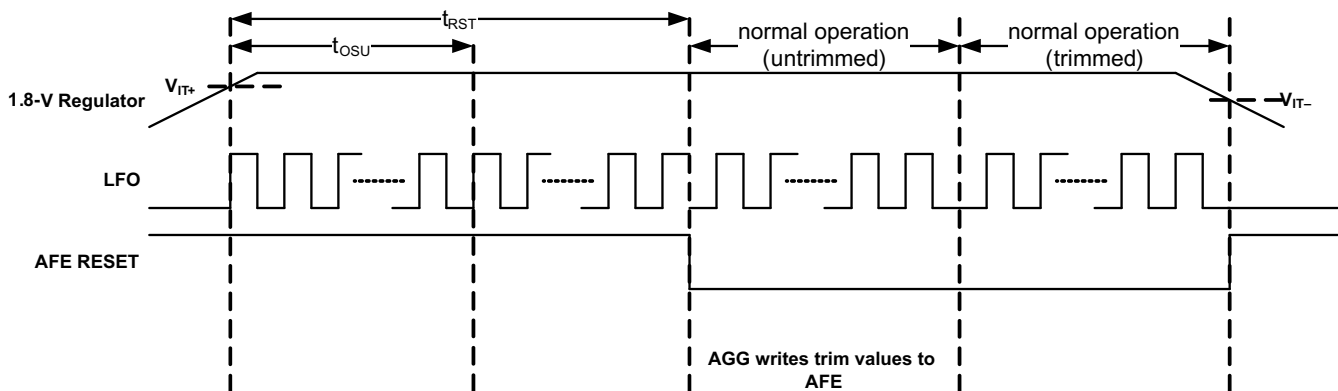 tRST
tOSU
normal operation
(untrimmed)
normal operation
(trimmed)
VIT+
1.8-V Regulator
VIT–
LFO
AFE RESET
AGG writes trim values to
AFE